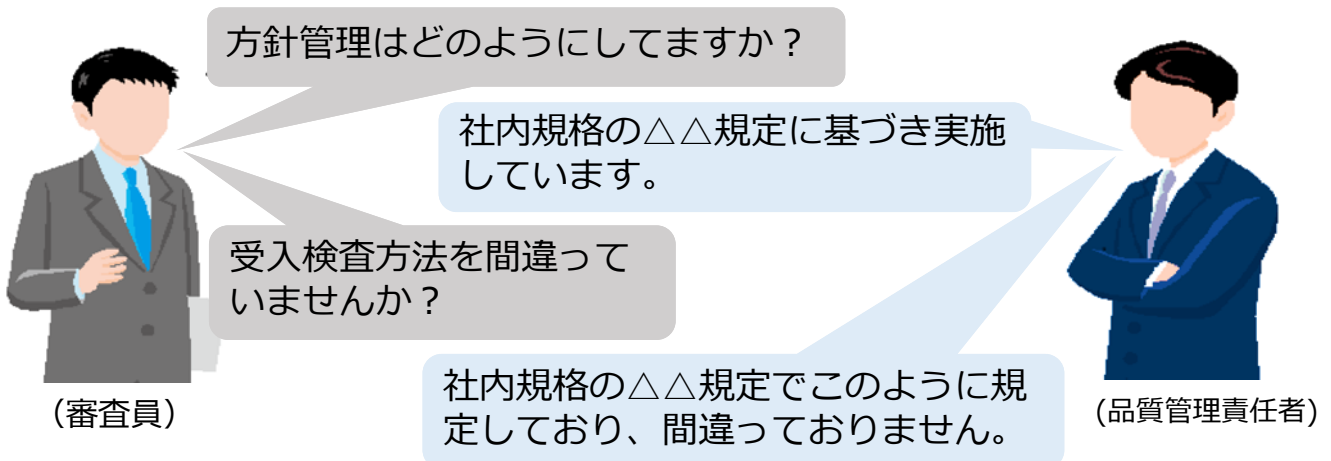 方針管理はどのようにしてますか？
社内規格の△△規定に基づき実施
しています。
受入検査方法を間違って
いませんか？
社内規格の△△規定でこのように規
定しており、間違っておりません。
（審査員）
(品質管理責任者)